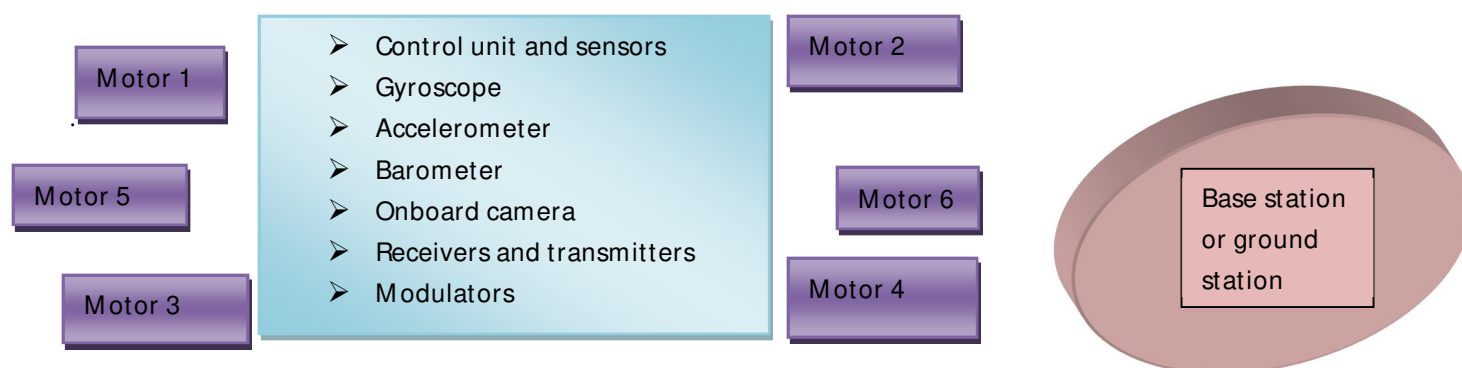 Motor 1
Motor 5
Motor 3
➢ Control unit and sensors
➢ Gyroscope
➢ Accelerometer
➢ Barometer
➢ Onboard camera
➢ Receivers and transmitters
➢ Modulators
Motor 2
Motor 6
Motor 4
Base station
or ground
station